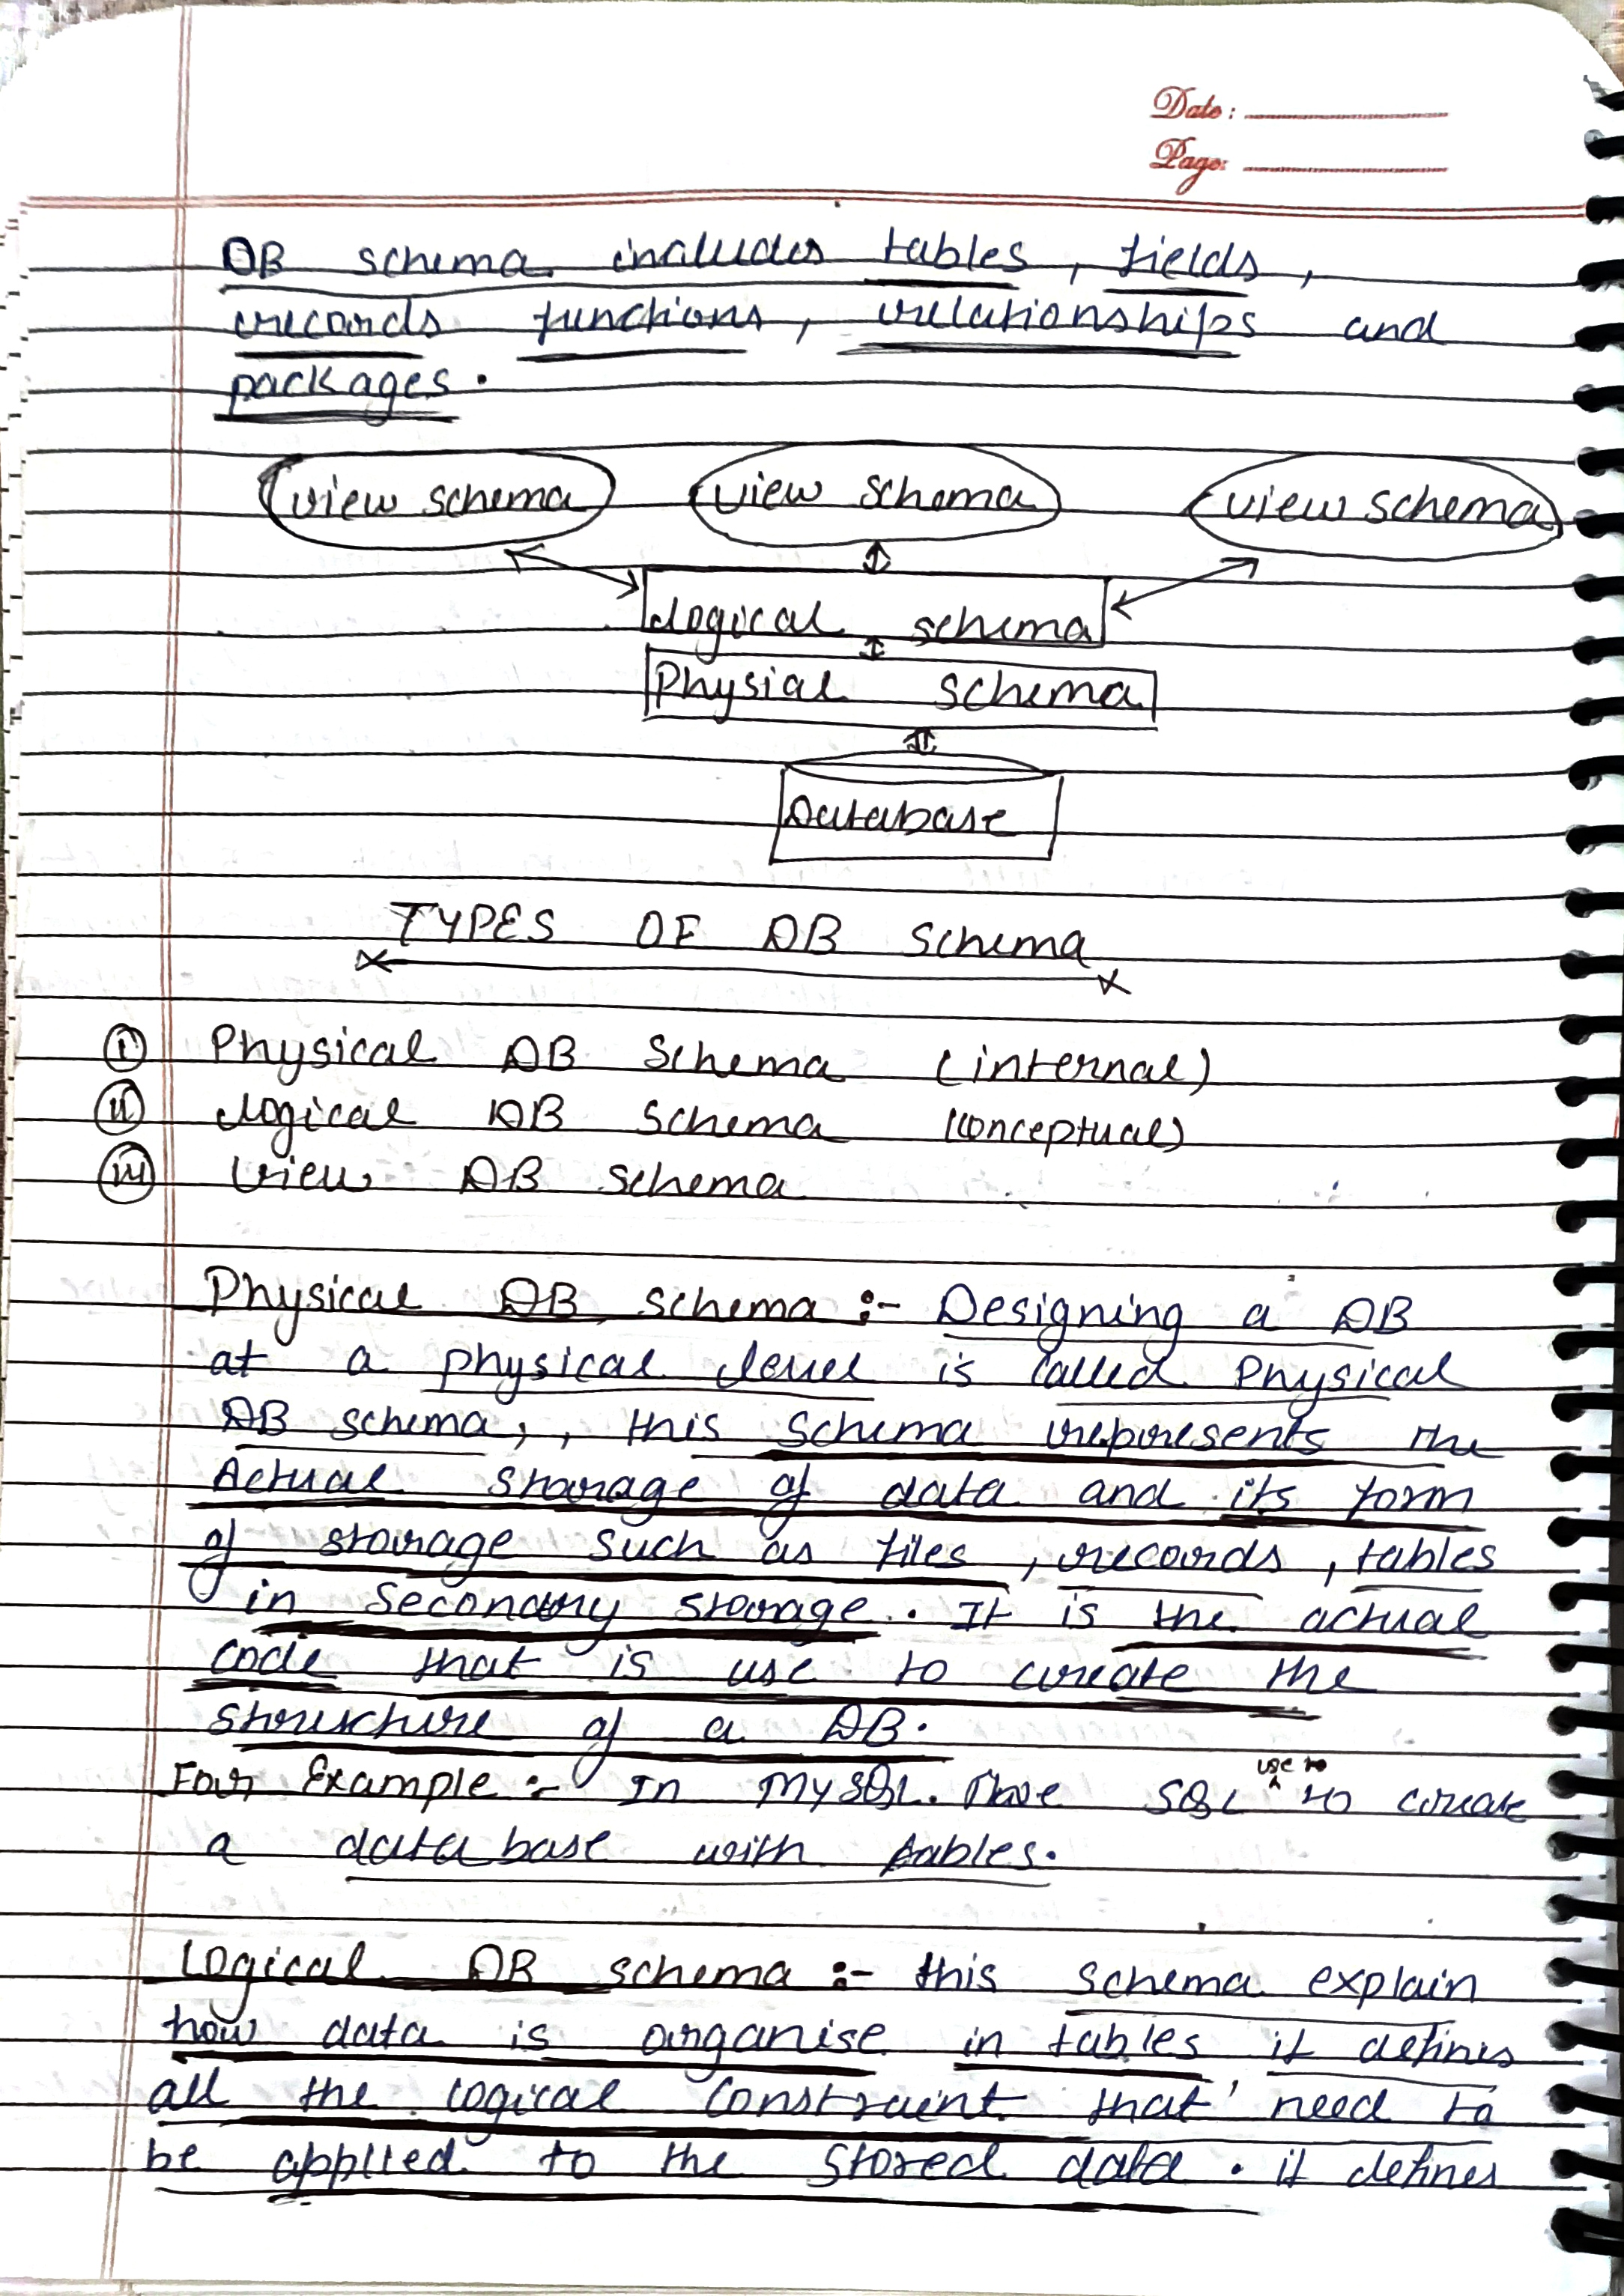 Date:
Page:
DB schema includes tables, fields,
records functions, relationships and
packages.
view schema view schema view schema
logical schema
Physial schema
Database
TYPES OF DB schema
(i) Physical DB Schema (internal)
(ii) logical DB schema (conceptual)
(iii) View DB schema
Physical DB schema :- Designing a DB
at a physical level is called Physical
DB schema, , this schema represents the
Actual storage of data and its form
of storage such as files, records, tables
in secondary storage. It is the actual
code that is use to create the
structure of a DB.
use to
For Example :- In MySQL. SQL to create
a database with tables.
Logical DB schema :- this schema explain
how data is organise in tables it defines
all the logical constraint that need to
be applied to the stored data. it defines